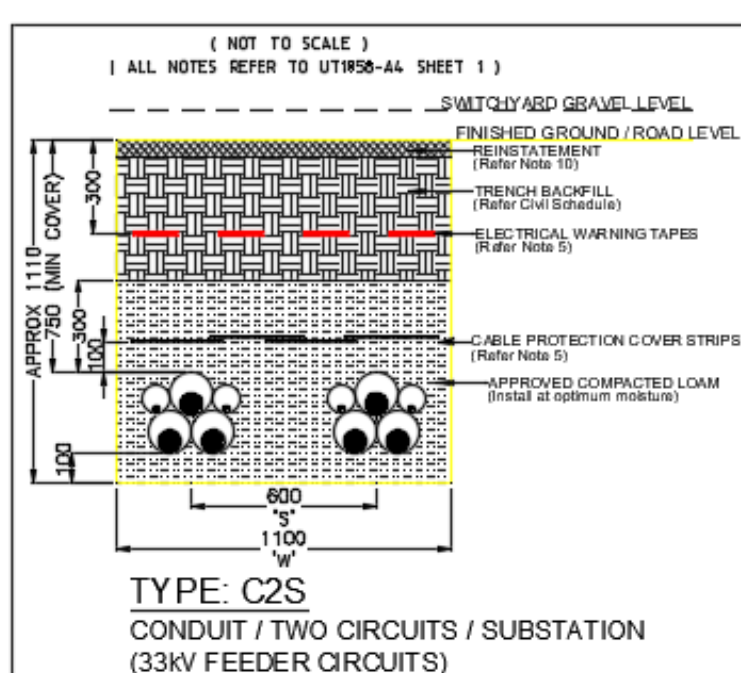 ( NOT TO SCALE )
( ALL NOTES REFER TO UT1858-A4 SHEET 1 )
SWITCHYARD GRAVEL LEVEL
FINISHED GROUND / ROAD LEVEL
REINSTATEMENT
(Refer Note 10)
TRENCH BACKFILL
(Refer Civil Schedule)
ELECTRICAL WARNING TAPES
(Refer Note 5)
CABLE PROTECTION COVER STRIPS
(Refer Note 5)
APPROVED COMPACTED LOAM
(Install at optimum moisture)
APPROX 1110
750 (MIN COVER)
300
300
100
100
600
"S"
1100
'W'
TYPE: C2S
CONDUIT / TWO CIRCUITS / SUBSTATION
(33kV FEEDER CIRCUITS)